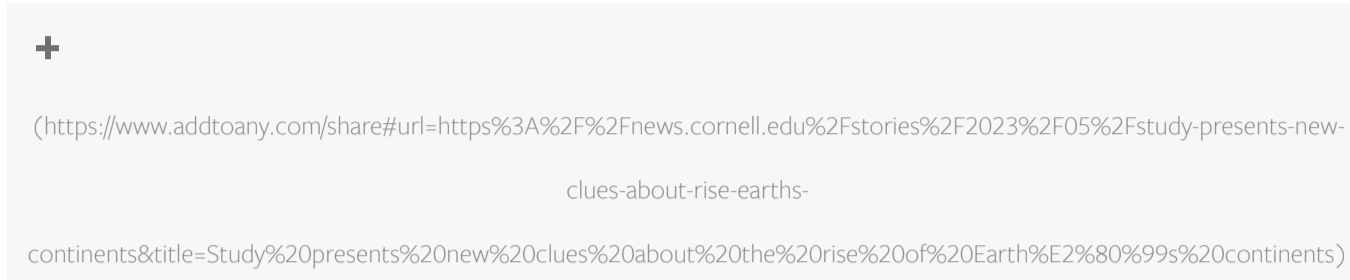 (https://www.addtoany.com/share#url=https%3A%2F%2Fnews.cornell.edu%2Fstories%2F2023%2F05%2Fstudy-presents-new-
clues-about-rise-earths-
continents&title=Study%20presents%20new%20clues%20about%20the%20rise%20of%20Earth%E2%80%99s%20continents)